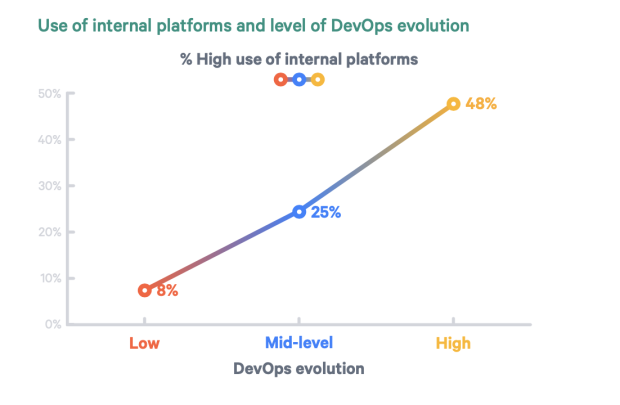 Use of internal platforms and level of DevOps evolution
% High use of internal platforms
50%
40%
30%
20%
10%
0%
48%
25%
8%
Low Mid-level High
DevOps evolution